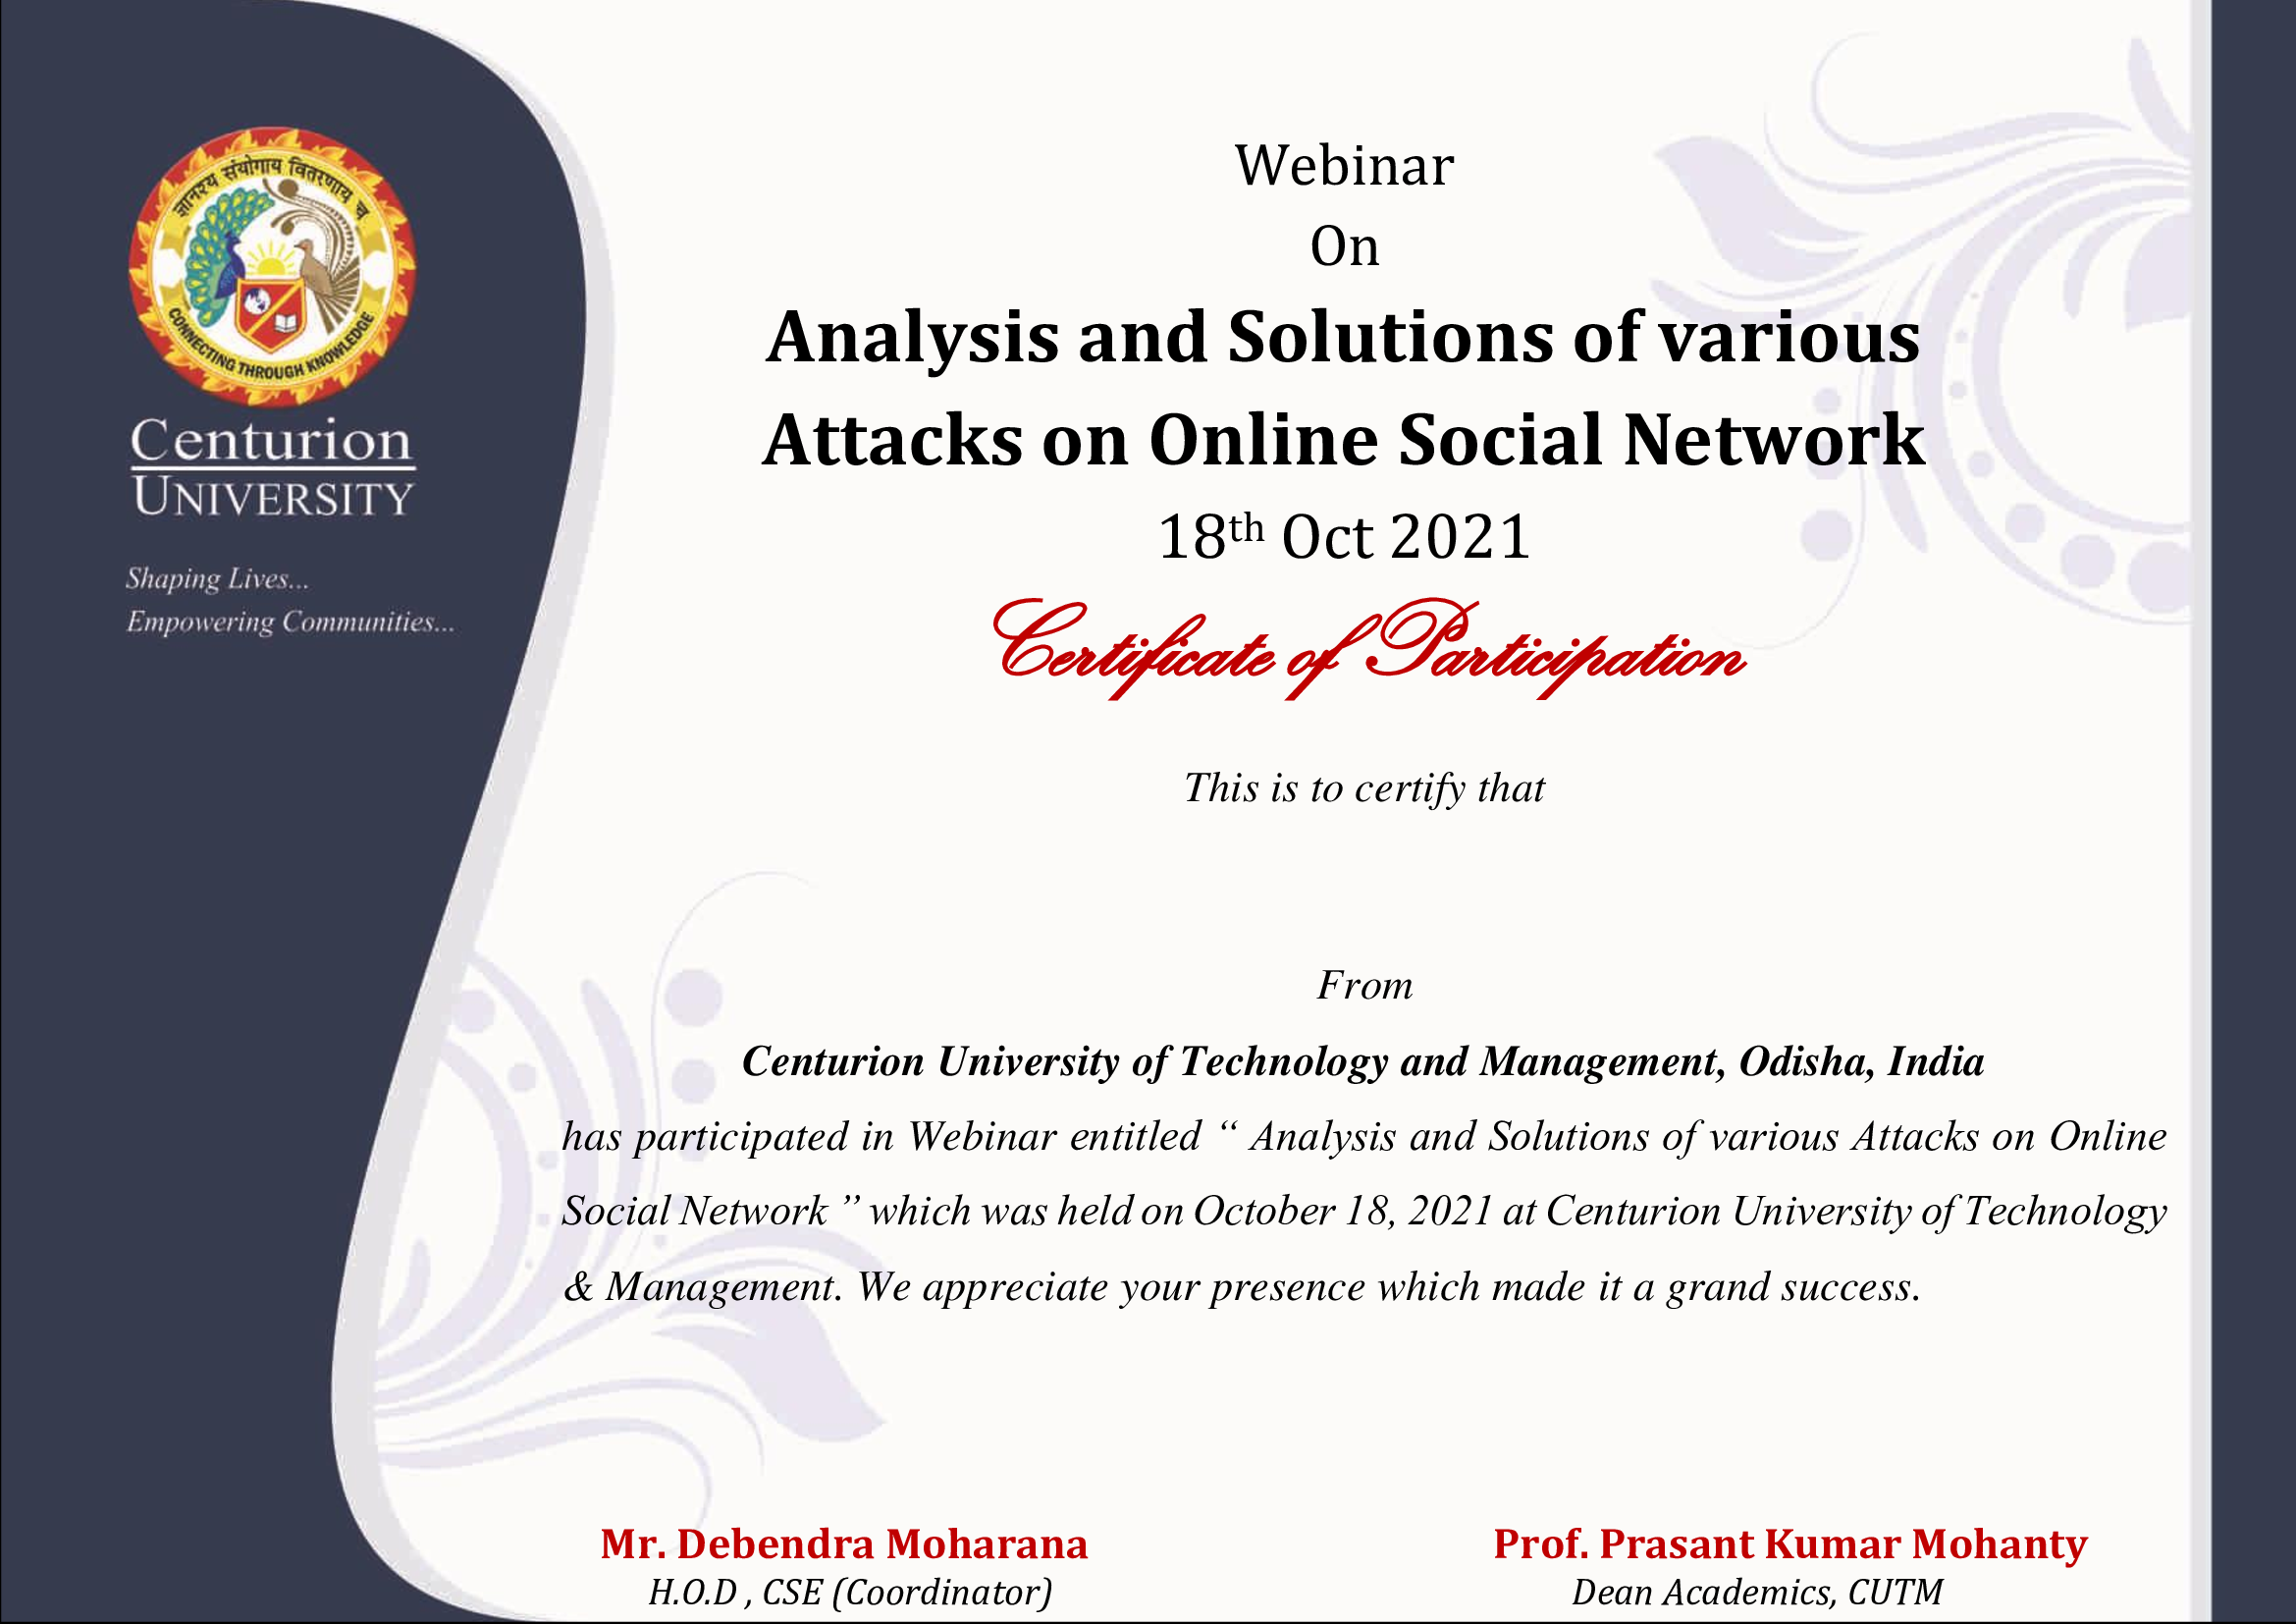 ज्ञानस्य संयोगाय वितरणाय च
CONNECTING THROUGH KNOWLEDGE
Centurion
UNIVERSITY
Shaping Lives...
Empowering Communities...
Webinar
On
Analysis and Solutions of various
Attacks on Online Social Network
18th Oct 2021
Certificate of Participation
This is to certify that
From
Centurion University of Technology and Management, Odisha, India
has participated in Webinar entitled “ Analysis and Solutions of various Attacks on Online
Social Network ” which was held on October 18, 2021 at Centurion University of Technology
& Management. We appreciate your presence which made it a grand success.
Mr. Debendra Moharana
H.O.D , CSE (Coordinator)
Prof. Prasant Kumar Mohanty
Dean Academics, CUTM